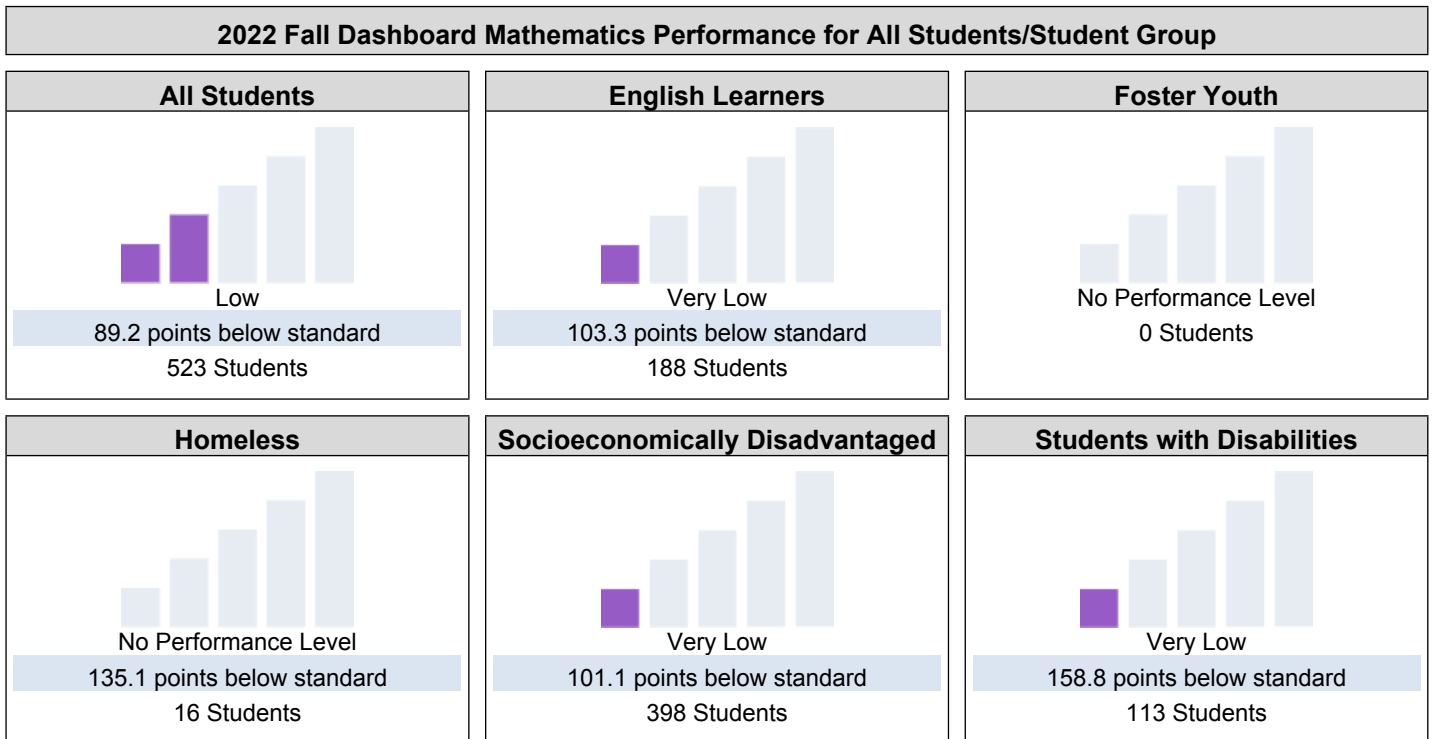 2022 Fall Dashboard Mathematics Performance for All Students/Student Group
All Students
Low
89.2 points below standard
523 Students
English Learners
Very Low
103.3 points below standard
188 Students
Foster Youth
No Performance Level
0 Students
Homeless
No Performance Level
135.1 points below standard
16 Students
Socioeconomically Disadvantaged
Very Low
101.1 points below standard
398 Students
Students with Disabilities
Very Low
158.8 points below standard
113 Students